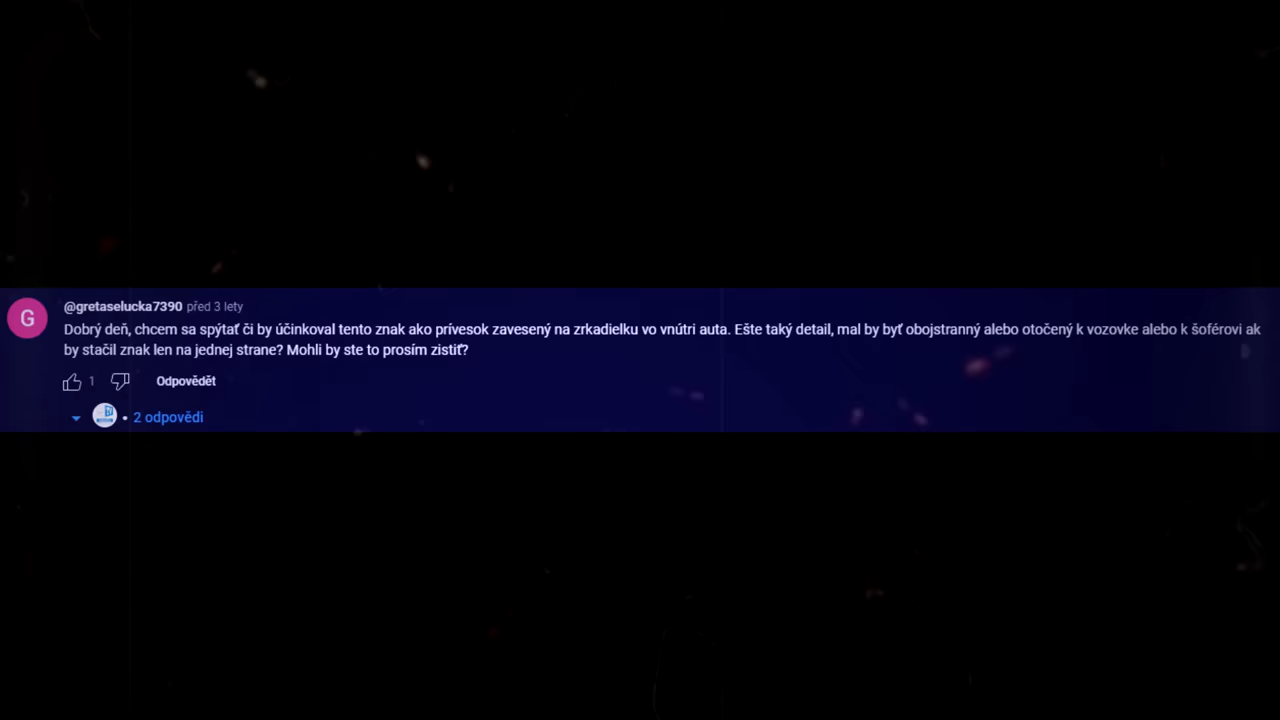 G
@gretaselucka7390 před 3 lety
Dobrý deň, chcem sa spýtať či by účinkoval tento znak ako prívesok zavesený na zrkadielku vo vnútri auta. Ešte taký detail, mal by byť obojstranný alebo otočený k vozovke alebo k šoférovi ak
by stačil znak len na jednej strane? Mohli by ste to prosím zistiť?
1 Odpovědět
• 2 odpovědi